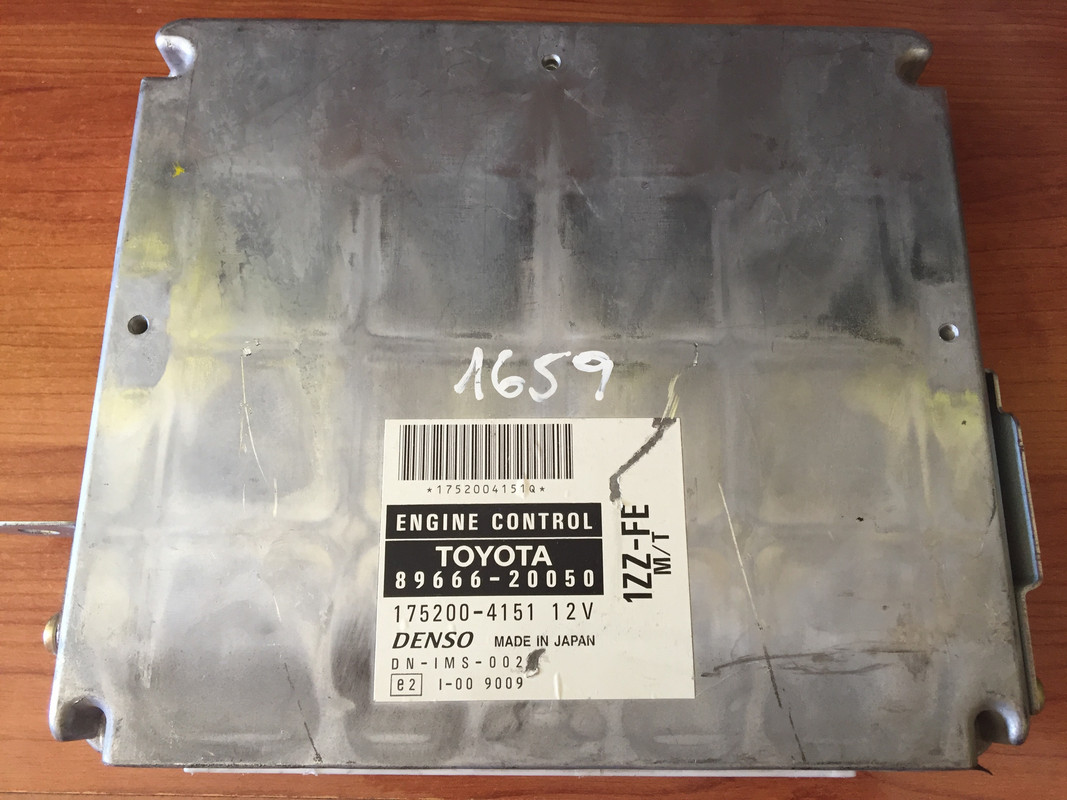 1659
*1752004151Q*
ENGINE CONTROL
TOYOTA
89666-20050
175200-4151 12V
DENSO MADE IN JAPAN
DN-IMS-002
e2 I-00 9009
1ZZ-FE
M/T